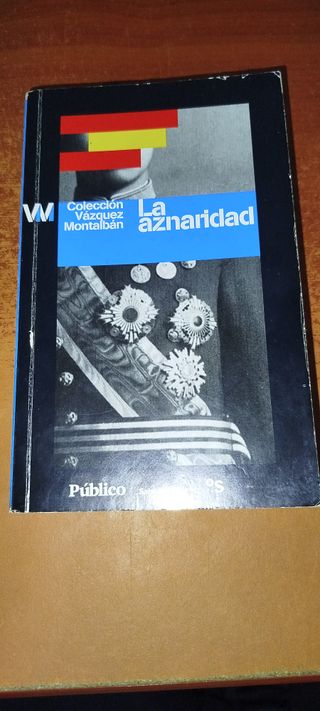 VM
Colección
Vázquez
Montalbán
La
aznaridad
Público